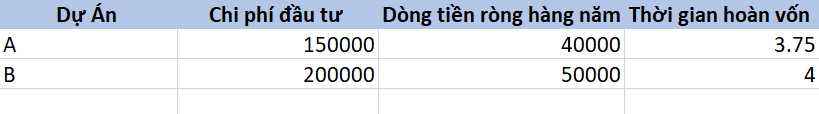 Dự Án Chi phí đầu tư Dòng tiền ròng hàng năm Thời gian hoàn vốn
A 150000 40000 3.75
B 200000 50000 4